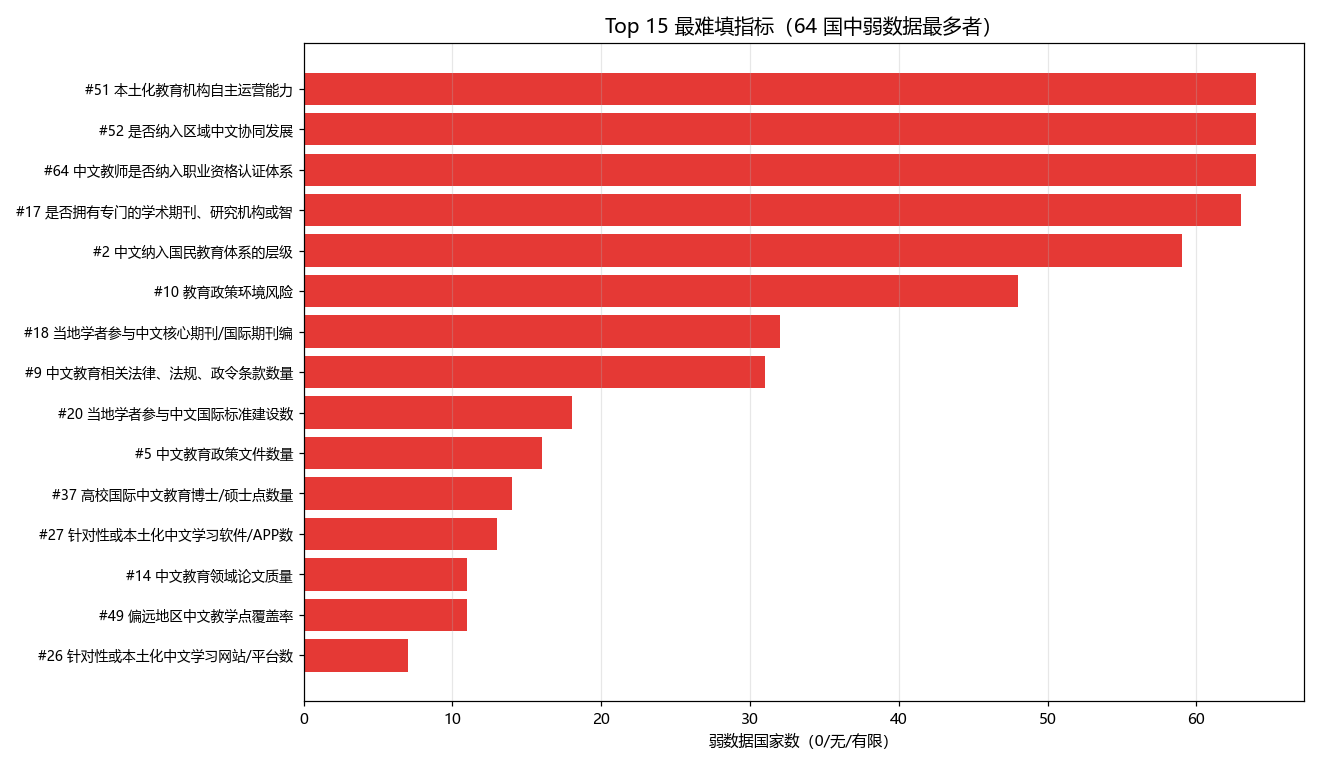 Top 15 最难填指标（64 国中弱数据最多者）
#51 本土化教育机构自主运营能力
#52 是否纳入区域中文协同发展
#64 中文教师是否纳入职业资格认证体系
#17 是否拥有专门的学术期刊、研究机构或智
#2 中文纳入国民教育体系的层级
#10 教育政策环境风险
#18 当地学者参与中文核心期刊/国际期刊编
#9 中文教育相关法律、法规、政令条款数量
#20 当地学者参与中文国际标准建设数
#5 中文教育政策文件数量
#37 高校国际中文教育博士/硕士点数量
#27 针对性或本土化中文学习软件/APP数
#14 中文教育领域论文质量
#49 偏远地区中文教学点覆盖率
#26 针对性或本土化中文学习网站/平台数
0 10 20 30 40 50 60
弱数据国家数（0/无/有限）